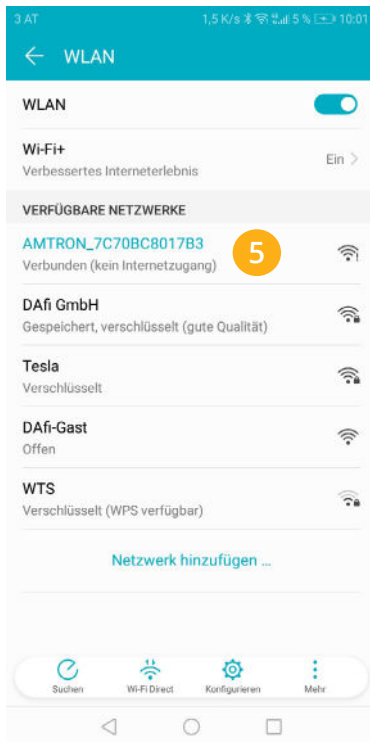 3 AT 1,5 K/s 5 % 10:01
WLAN
WLAN
Wi-Fi+
Verbessertes Interneterlebnis
Ein >
VERFÜGBARE NETZWERKE
AMTRON_7C70BC8017B3
Verbunden (kein Internetzugang)
5
DAfi GmbH
Gespeichert, verschlüsselt (gute Qualität)
Tesla
Verschlüsselt
DAfi-Gast
Offen
WTS
Verschlüsselt (WPS verfügbar)
Netzwerk hinzufügen ...
Suchen Wi-Fi Direct Konfigurieren Mehr